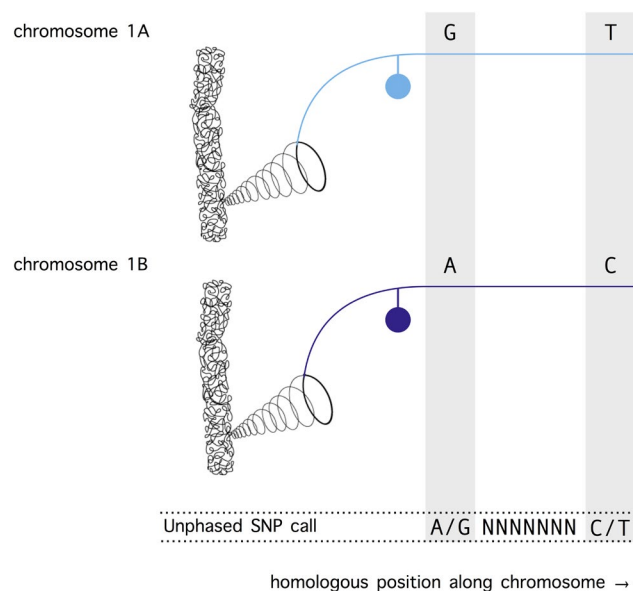 chromosome 1A
G T
chromosome 1B
A C
Unphased SNP call A/G NNNNNNN C/T
homologous position along chromosome →